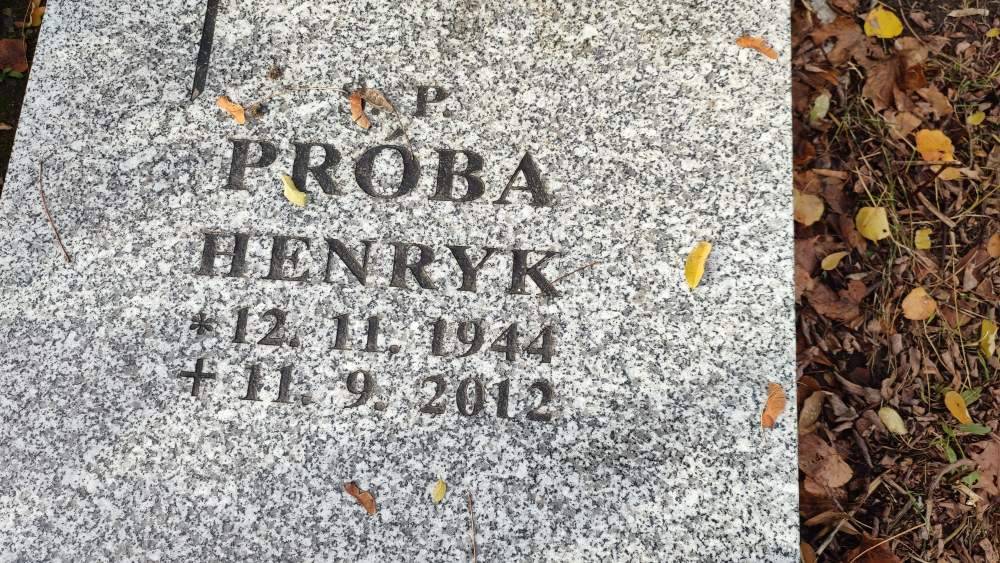 P.
PRÓBA
HENRYK
* 12. 11. 1944
+ 11. 9. 2012